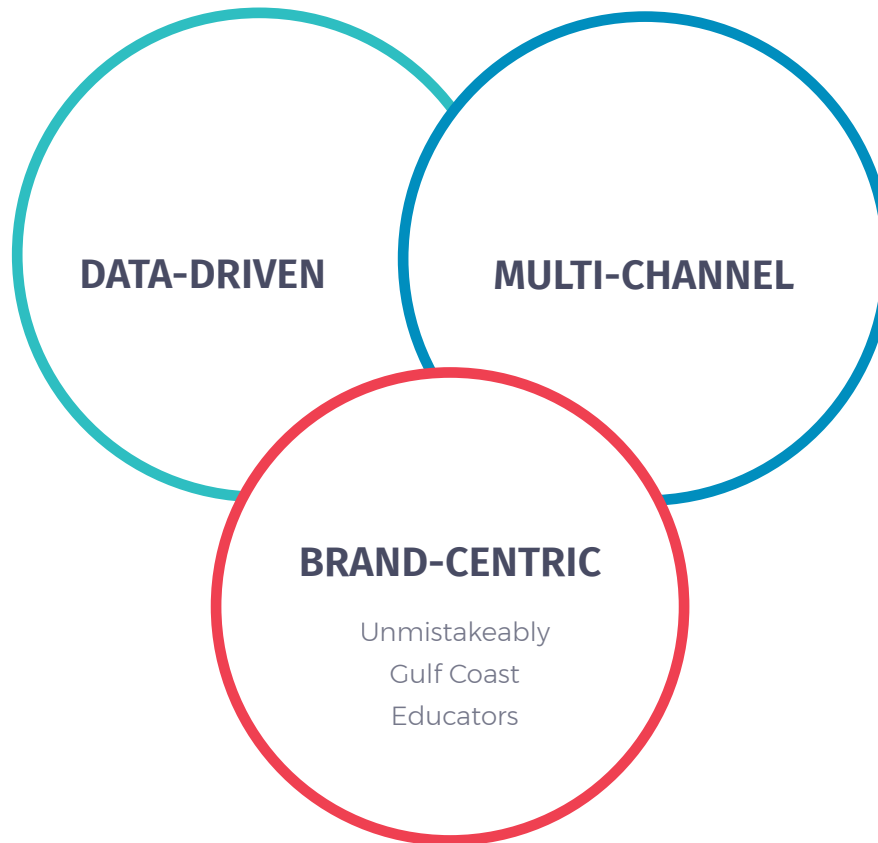 DATA-DRIVEN
MULTI-CHANNEL
BRAND-CENTRIC
Unmistakeably
Gulf Coast
Educators